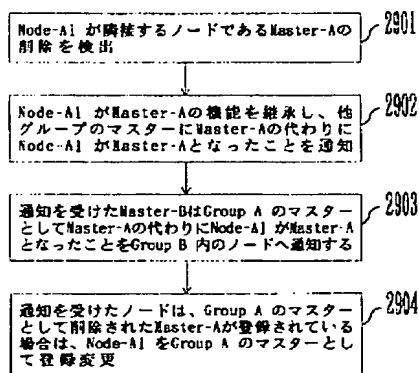 Node-A1 が隣接するノードであるMaster-Aの
削除を検出
2901
Node-A1 がMaster-Aの機能を継承し、他
グループのマスターにMaster-Aの代わりに
Node-A1 がMaster-Aとなったことを通知
2902
通知を受けたMaster-BはGroup A のマスター
としてMaster-Aの代わりにNode-A1 がMaster-A
となったことをGroup B 内のノードへ通知する
2903
通知を受けたノードは、Group A のマスター
として削除されたMaster-Aが登録されている
場合は、Node-A1 をGroup A のマスターとし
て登録変更
2904